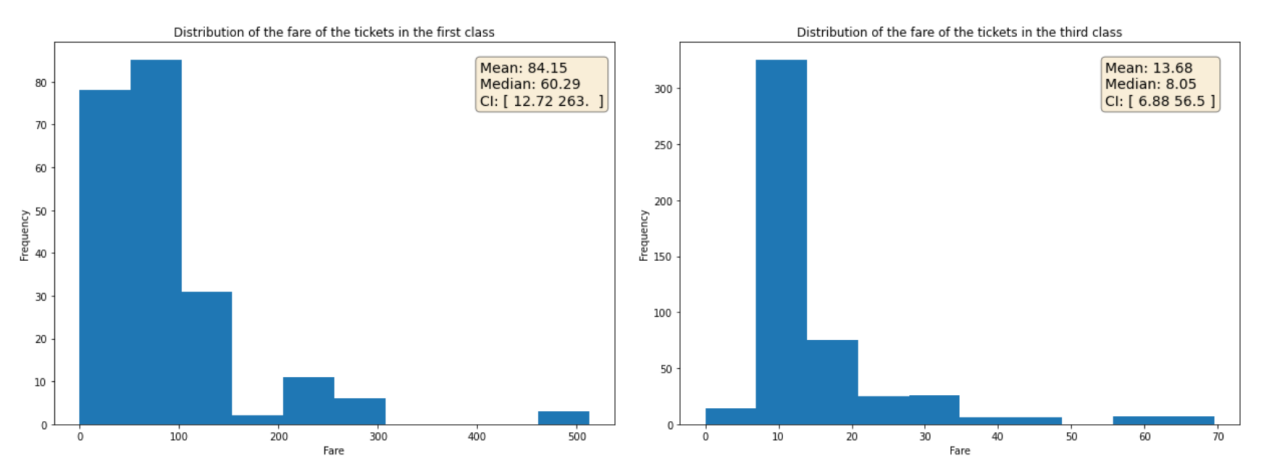 Distribution of the fare of the tickets in the first class
Mean: 84.15
Median: 60.29
CI: [ 12.72 263.  ]
80
70
60
50
40
30
20
10
0
Frequency
0 100 200 300 400 500
Fare
Distribution of the fare of the tickets in the third class
Mean: 13.68
Median: 8.05
CI: [ 6.88 56.5 ]
300
250
200
150
100
50
0
Frequency
0 10 20 30 40 50 60 70
Fare